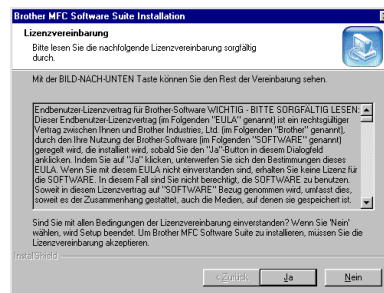 Brother MFC Software Suite Installation
Lizenzvereinbarung
Bitte lesen Sie die nachfolgende Lizenzvereinbarung sorgfältig
durch.
Mit der BILD-NACH-UNTEN Taste können Sie den Rest der Vereinbarung sehen.
Endbenutzer-Lizenzvertrag für Brother-Software WICHTIG - BITTE SORGFÄLTIG LESEN:
Dieser Endbenutzer-Lizenzvertrag (im Folgenden "EULA" genannt) ist ein rechtsgültiger
Vertrag zwischen Ihnen und Brother Industries, Ltd. (im Folgenden "Brother" genannt),
durch den Ihre Nutzung der Brother-Software (im Folgenden "SOFTWARE" genannt)
geregelt wird, die installiert wird, sobald Sie den "Ja"-Button in diesem Dialogfeld
anklicken. Indem Sie auf "Ja" klicken, unterwerfen Sie sich den Bestimmungen dieses
EULA. Wenn Sie mit diesem EULA nicht einverstanden sind, erhalten Sie keine Lizenz für
die SOFTWARE. In diesem Fall sind Sie nicht berechtigt, die SOFTWARE zu benutzen.
Soweit in diesem Lizenzvertrag auf "SOFTWARE" Bezug genommen wird, umfasst dies,
soweit es der Zusammenhang gestattet, auch die Medien, auf denen sie gespeichert ist.
Sind Sie mit allen Bedingungen der Lizenzvereinbarung einverstanden? Wenn Sie 'Nein'
wählen, wird Setup beendet. Um Brother MFC Software Suite zu installieren, müssen Sie die
Lizenzvereinbarung akzeptieren.
InstallShield
< Zurück
Ja
Nein